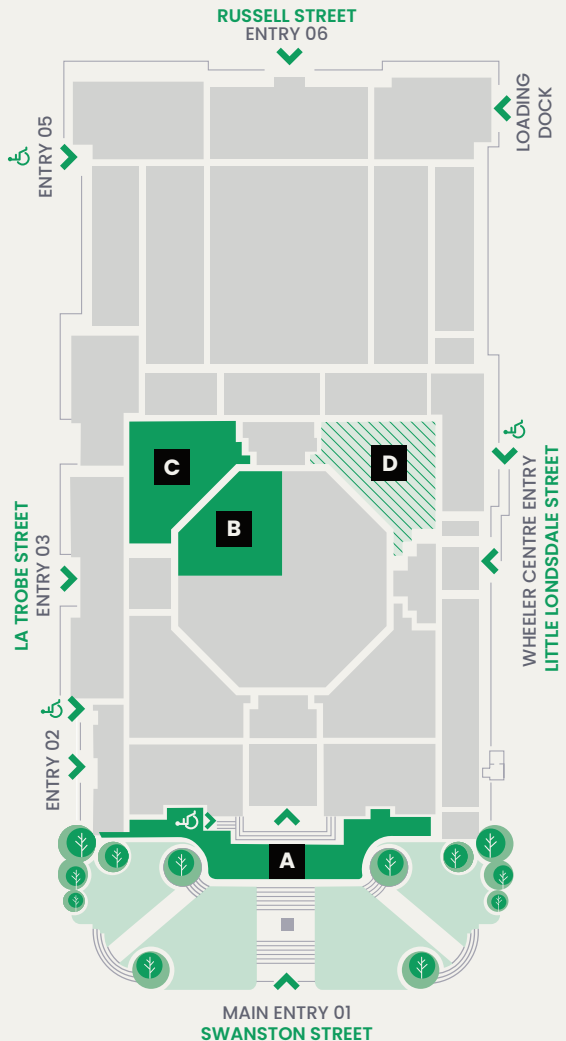 RUSSELL STREET
ENTRY 06
LOADING
DOCK
ENTRY 05
C
D
B
WHEELER CENTRE ENTRY
LITTLE LONDSDALE STREET
LA TROBE STREET
ENTRY 03
ENTRY 02
A
MAIN ENTRY 01
SWANSTON STREET